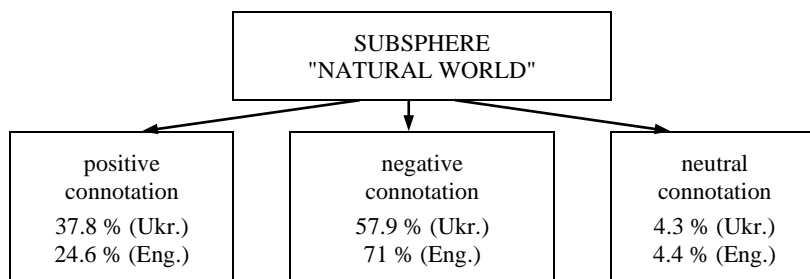 SUBSPHERE
"NATURAL WORLD"
positive
connotation
37.8 % (Ukr.)
24.6 % (Eng.)
negative
connotation
57.9 % (Ukr.)
71 % (Eng.)
neutral
connotation
4.3 % (Ukr.)
4.4 % (Eng.)